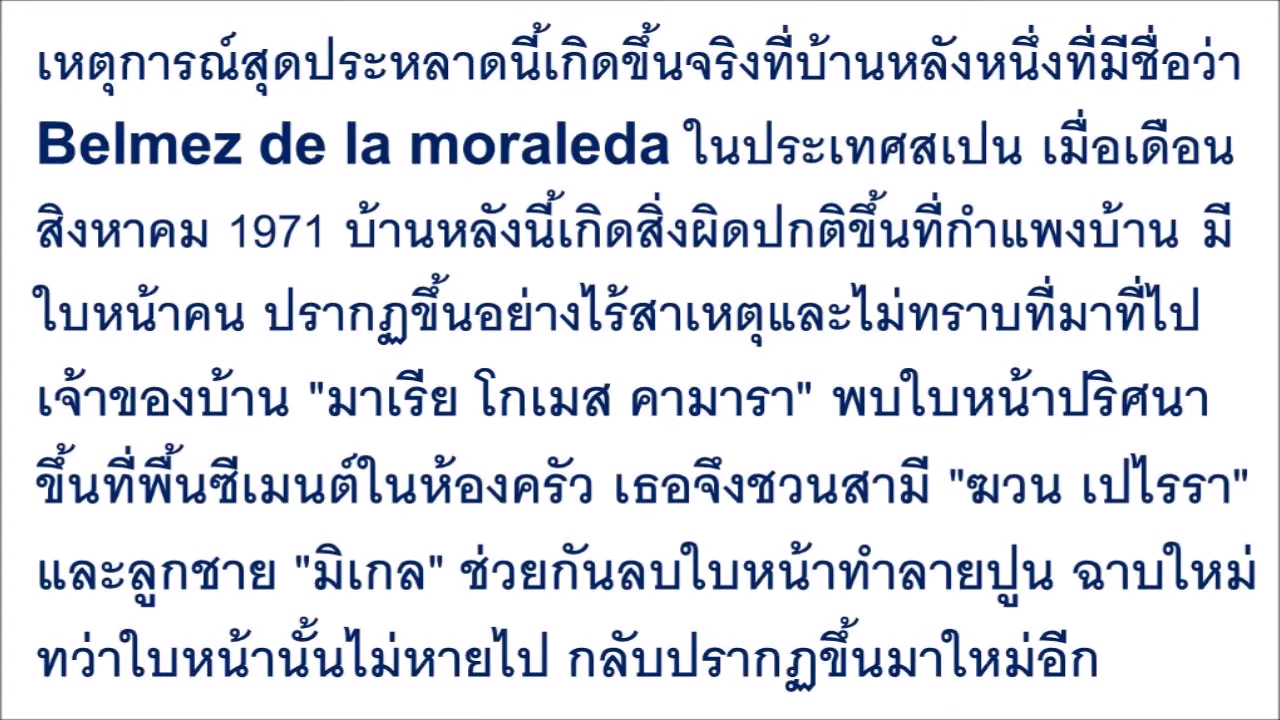 เหตุการณ์สุดประหลาดนี้เกิดขึ้นจริงที่บ้านหลังหนึ่งที่มีชื่อว่า
Belmez de la moraleda ในประเทศสเปน เมื่อเดือน
สิงหาคม 1971 บ้านหลังนี้เกิดสิ่งผิดปกติขึ้นที่กำแพงบ้าน มี
ใบหน้าคน ปรากฏขึ้นอย่างไร้สาเหตุและไม่ทราบที่มาที่ไป
เจ้าของบ้าน "มาเรีย โกเมส คามารา" พบใบหน้าปริศนา
ขึ้นที่พื้นซีเมนต์ในห้องครัว เธอจึงชวนสามี "ฆวน เปไรรา"
และลูกชาย "มิเกล" ช่วยกันลบใบหน้าทำลายปูน ฉาบใหม่
ทว่าใบหน้านั้นไม่หายไป กลับปรากฏขึ้นมาใหม่อีก